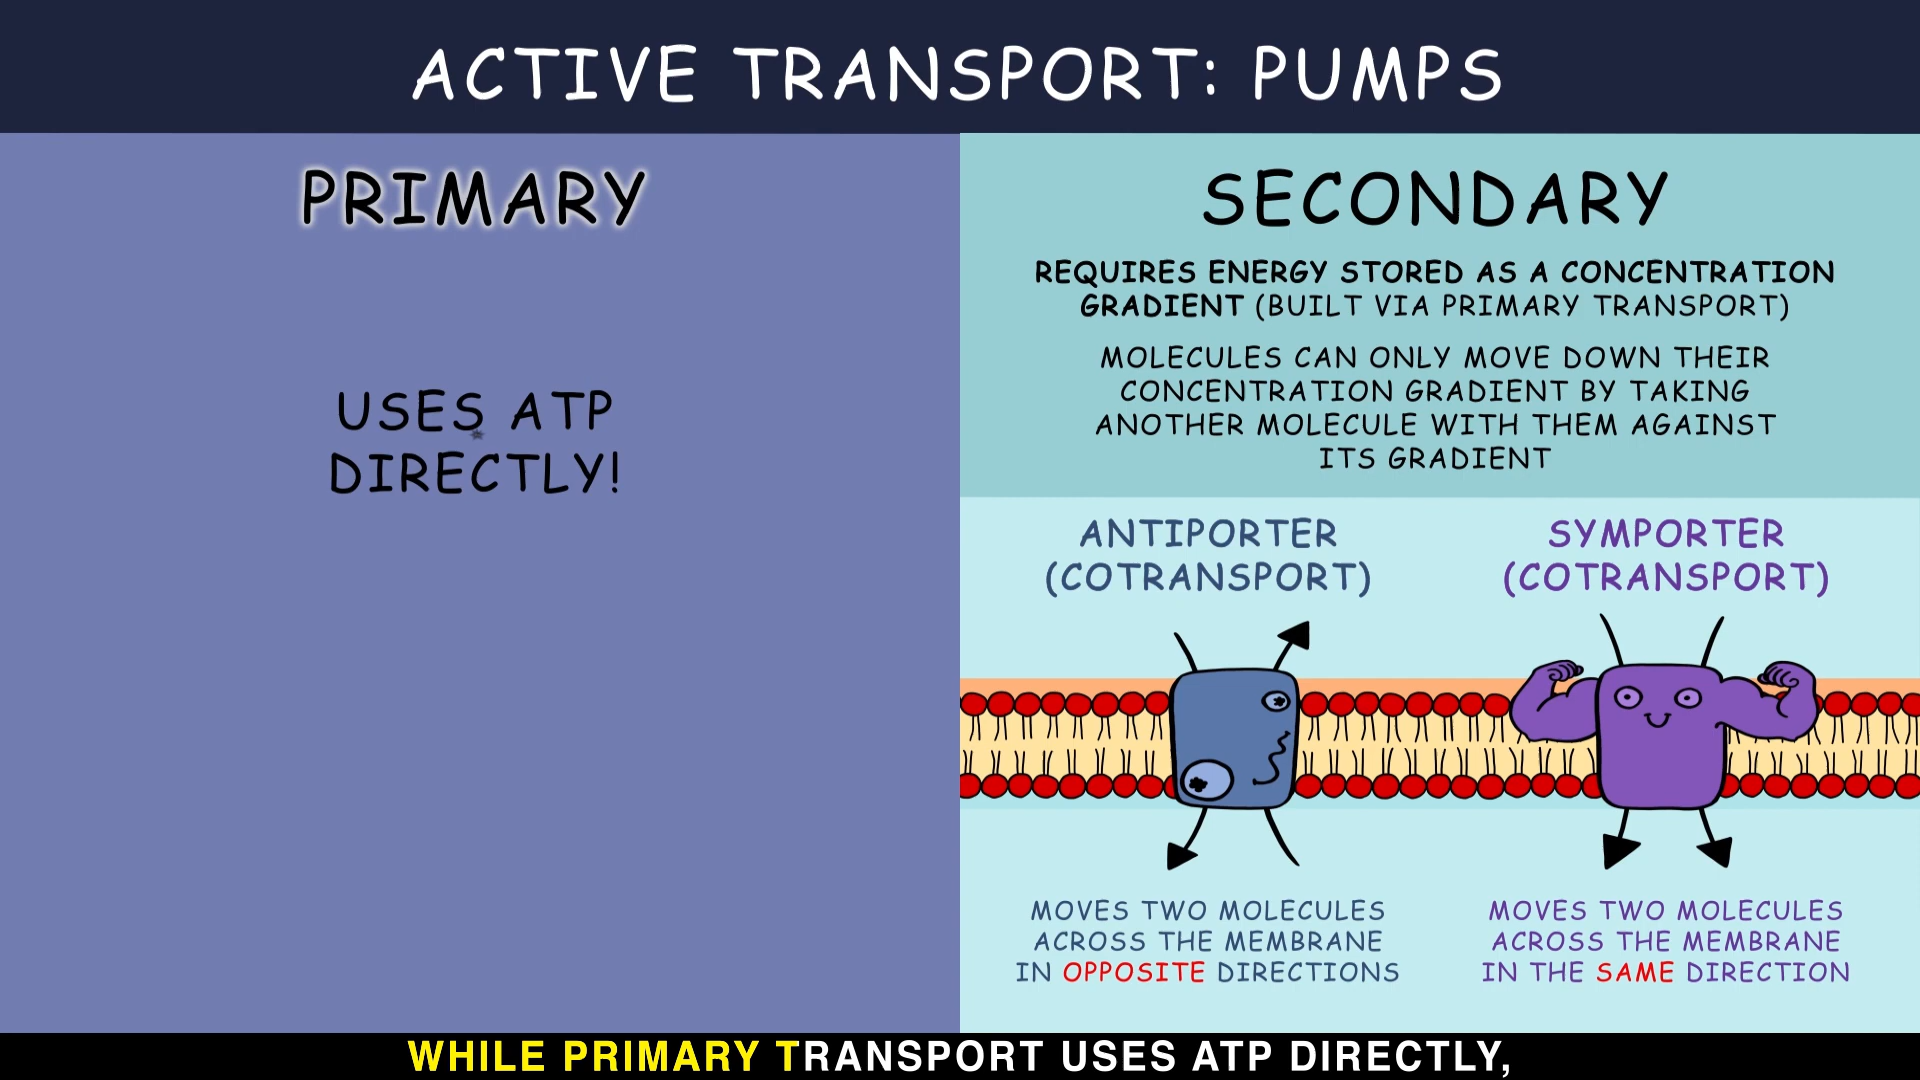 ACTIVE TRANSPORT: PUMPS
PRIMARY
USES ATP
DIRECTLY!
SECONDARY
REQUIRES ENERGY STORED AS A CONCENTRATION
GRADIENT (BUILT VIA PRIMARY TRANSPORT)
MOLECULES CAN ONLY MOVE DOWN THEIR
CONCENTRATION GRADIENT BY TAKING
ANOTHER MOLECULE WITH THEM AGAINST
ITS GRADIENT
ANTIPORTER
(COTRANSPORT)
MOVES TWO MOLECULES
ACROSS THE MEMBRANE
IN OPPOSITE DIRECTIONS
SYMPORTER
(COTRANSPORT)
MOVES TWO MOLECULES
ACROSS THE MEMBRANE
IN THE SAME DIRECTION
WHILE PRIMARY TRANSPORT USES ATP DIRECTLY,